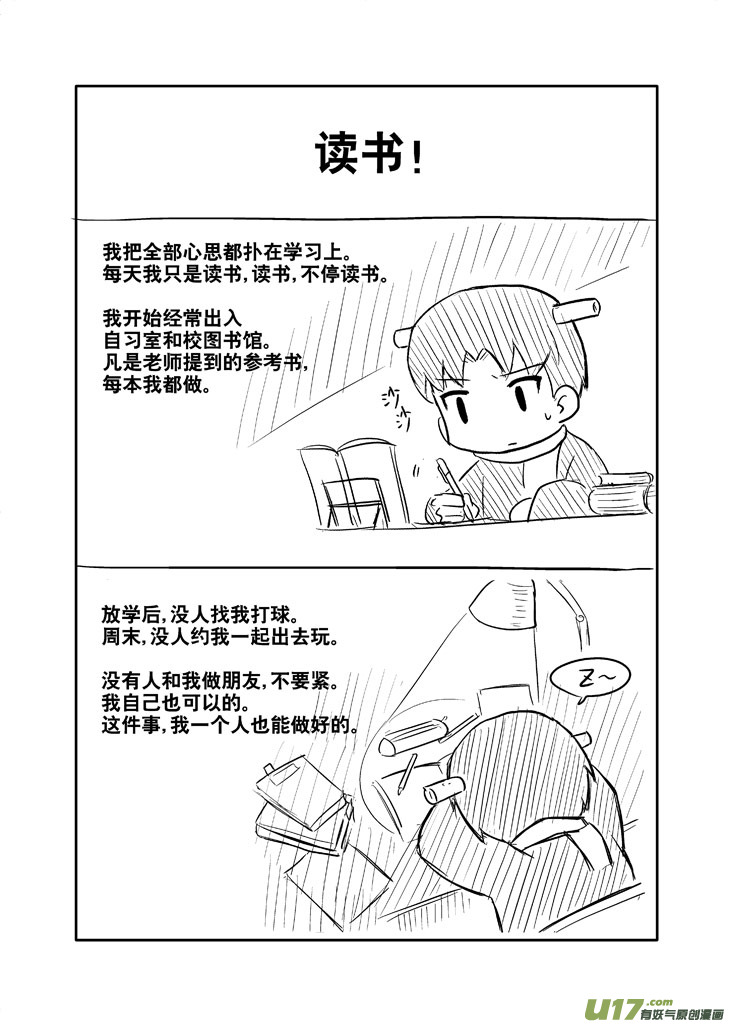 读书！
我把全部心思都扑在学习上。
每天我只是读书，读书，不停读书。
我开始经常出入
自习室和校图书馆。
凡是老师提到的参考书，
每本我都做。
沙沙
放学后，没人找我打球。
周末，没人约我一起出去玩。
没有人和我做朋友，不要紧。
我自己也可以的。
这件事，我一个人也能做好的。
Z～
U17.com
有妖气原创漫画